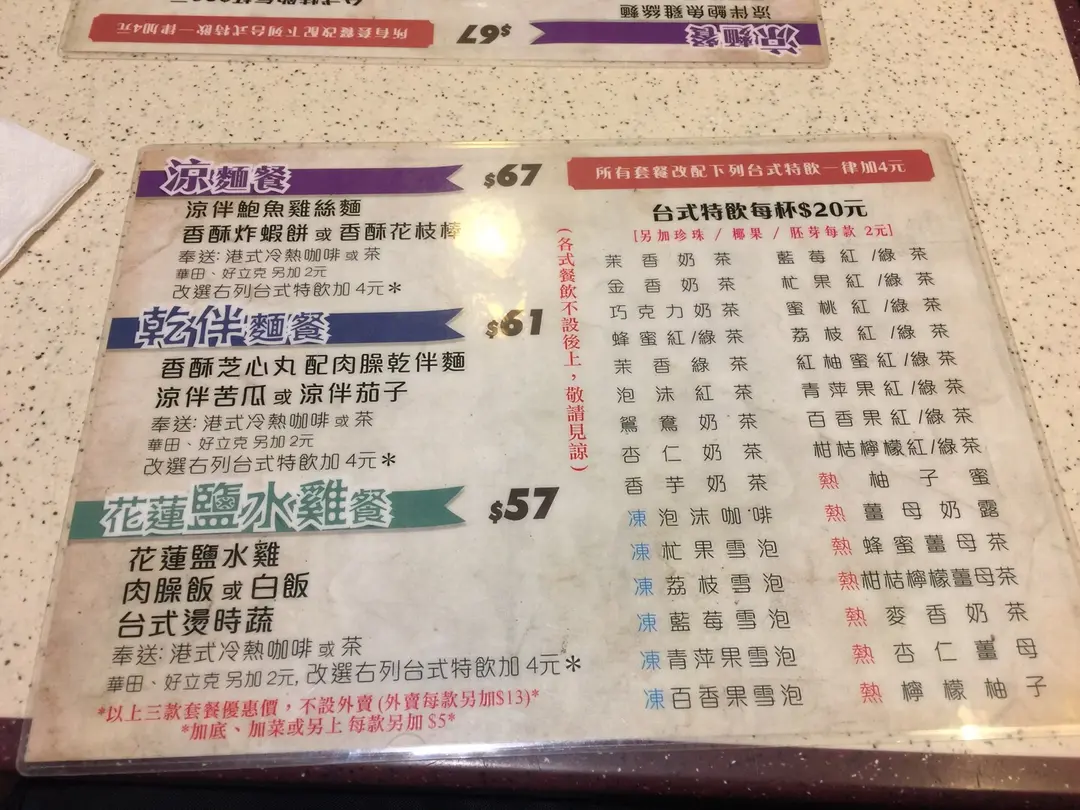 涼麵餐
$67
所有套餐改配下列台式特飲一律加4元
涼伴鮑魚雞絲麵
涼麵餐 $67
涼伴鮑魚雞絲麵
香酥炸蝦餅 或 香酥花枝棒
奉送: 港式冷熱咖啡 或 茶
華田、好立克 另加 2元
改選右列台式特飲加 4元*
乾伴麵餐 $61
香酥芝心丸 配肉臊乾伴麵
涼伴苦瓜 或 涼伴茄子
奉送: 港式冷熱咖啡 或 茶
華田、好立克 另加 2元
改選右列台式特飲加 4元*
花蓮鹽水雞餐 $57
花蓮鹽水雞
肉臊飯 或 白飯
台式燙時蔬
奉送: 港式冷熱咖啡 或 茶
華田、好立克 另加 2元, 改選右列台式特飲加 4元*
*以上三款套餐優惠價，不設外賣 (外賣每款另加$13)*
*加底、加菜或另上 每款另加 $5*
(各式餐飲不設後上，敬請見諒)
所有套餐改配下列台式特飲一律加4元
台式特飲每杯$20元
[另加珍珠 / 椰果 / 胚芽每款 2元]
茉香奶茶
金香奶茶
巧克力奶茶
蜂蜜紅/綠茶
茉香綠茶
泡沫紅茶
鴛鴦奶茶
杏仁奶茶
香芋奶茶
凍 泡沫咖啡
凍 杧果雪泡
凍 荔枝雪泡
凍 藍莓雪泡
凍 青萍果雪泡
凍 百香果雪泡
藍莓紅/綠茶
杧果紅/綠茶
蜜桃紅/綠茶
荔枝紅/綠茶
紅柚蜜紅/綠茶
青萍果紅/綠茶
百香果紅/綠茶
柑桔檸檬紅/綠茶
熱 柚子蜜
熱 薑母奶露
熱 蜂蜜薑母茶
熱 柑桔檸檬薑母茶
熱 麥香奶茶
熱 杏仁薑母
熱 檸檬柚子